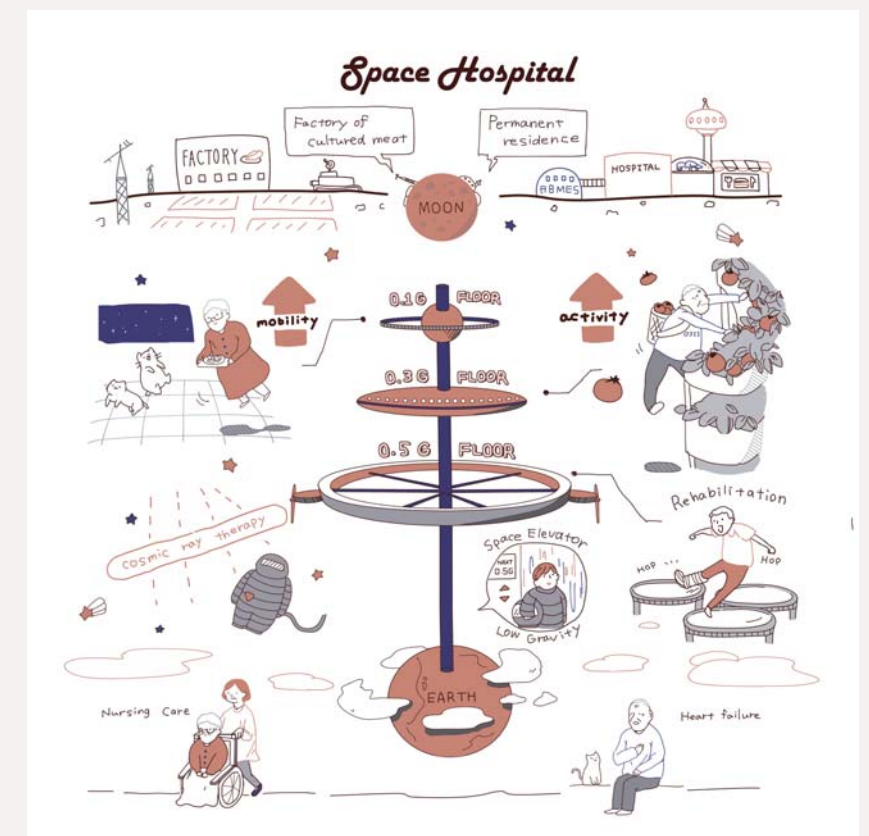 Space Hospital
Factory of
cultured meat
Permanent
residence
FACTORY
HOSPITAL
ABMES
MOON
0.1G FLOOR
mobility
activity
0.3G FLOOR
0.5G FLOOR
Rehabilitation
cosmic ray therapy
Space Elevator
NEXT
0.5G
Low Gravity
HOP ...
HOP
EARTH
Nursing Care
Heart failure